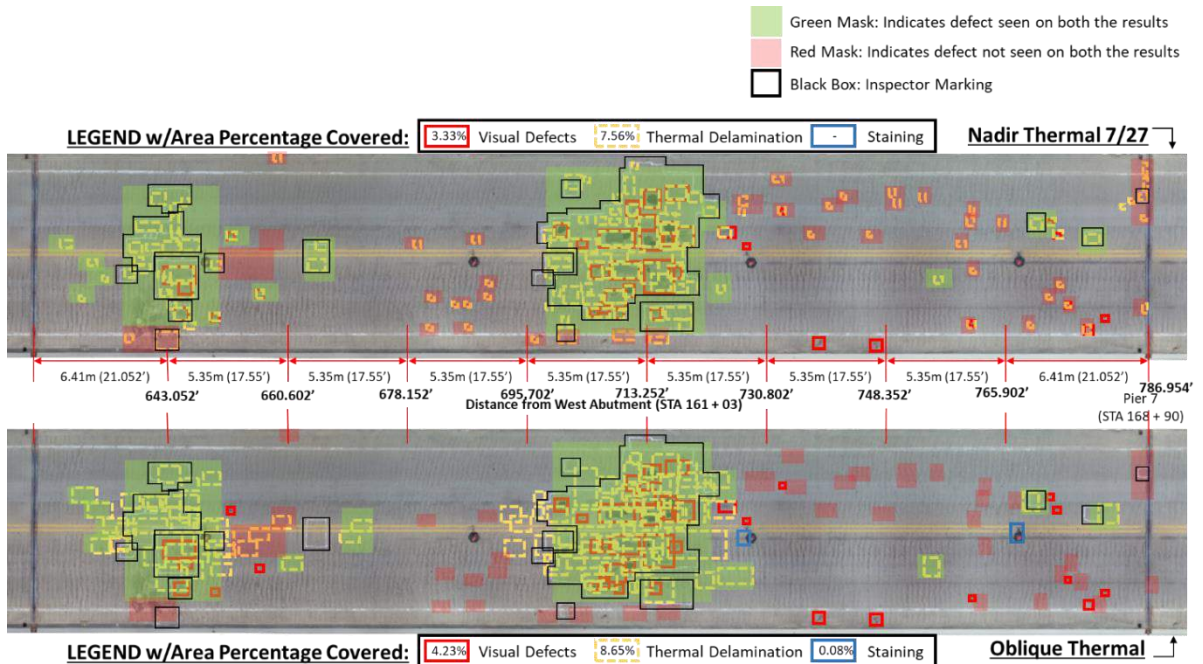 Green Mask: Indicates defect seen on both the results
Red Mask: Indicates defect not seen on both the results
Black Box: Inspector Marking
LEGEND w/Area Percentage Covered: 3.33% Visual Defects 7.56% Thermal Delamination - Staining Nadir Thermal 7/27
6.41m (21.052’) 5.35m (17.55’) 5.35m (17.55’) 5.35m (17.55’) 5.35m (17.55’) 5.35m (17.55’) 5.35m (17.55’) 5.35m (17.55’) 6.41m (21.052’)
643.052’ 660.602’ 678.152’ 695,702’ 713.252’ 730.802’ 748.352’ 765.902’ 786.954’
Distance from West Abutment (STA 161 + 03) Pier 7
(STA 168 + 90)
LEGEND w/Area Percentage Covered: 4.23% Visual Defects 8.65% Thermal Delamination 0.08% Staining Oblique Thermal